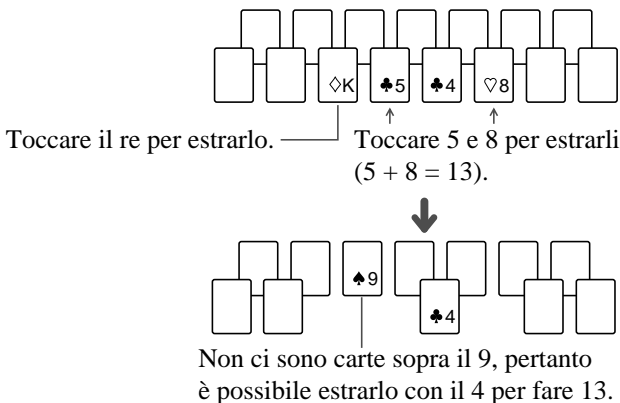 ♢K ♣5 ♣4 ♡8
Toccare il re per estrarlo.
Toccare 5 e 8 per estrarli
(5 + 8 = 13).
♠9
♣4
Non ci sono carte sopra il 9, pertanto
è possibile estrarlo con il 4 per fare 13.